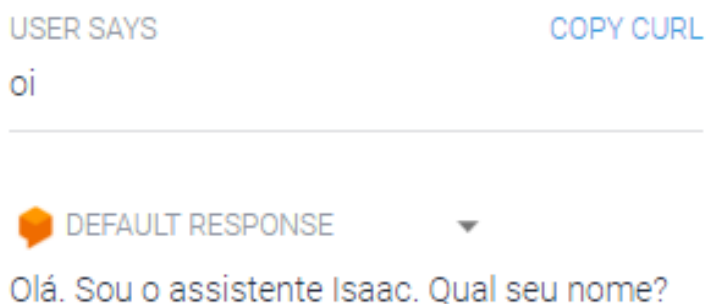 USER SAYS COPY CURL
oi
DEFAULT RESPONSE
Olá. Sou o assistente Isaac. Qual seu nome?